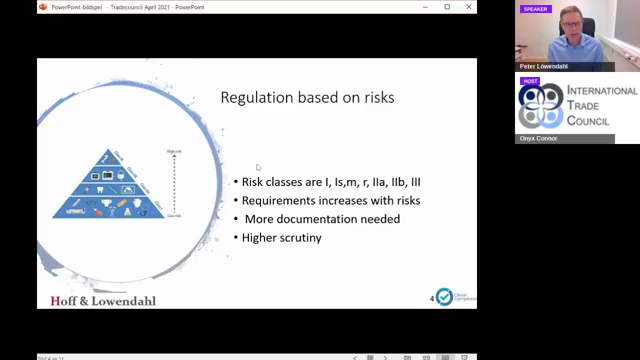 PowerPoint-bildspel - Tradecouncil April 2021 - PowerPoint
SPEAKER
Peter Löwendahl
HOST
INTERNATIONAL
TRADE
COUNCIL
Onyx Connor
Regulation based on risks
High risk
Low risk
• Risk classes are I, Is,m, r, IIa, IIb, III
• Requirements increases with risks
• More documentation needed
• Higher scrutiny
Hoff & Lowendahl
4